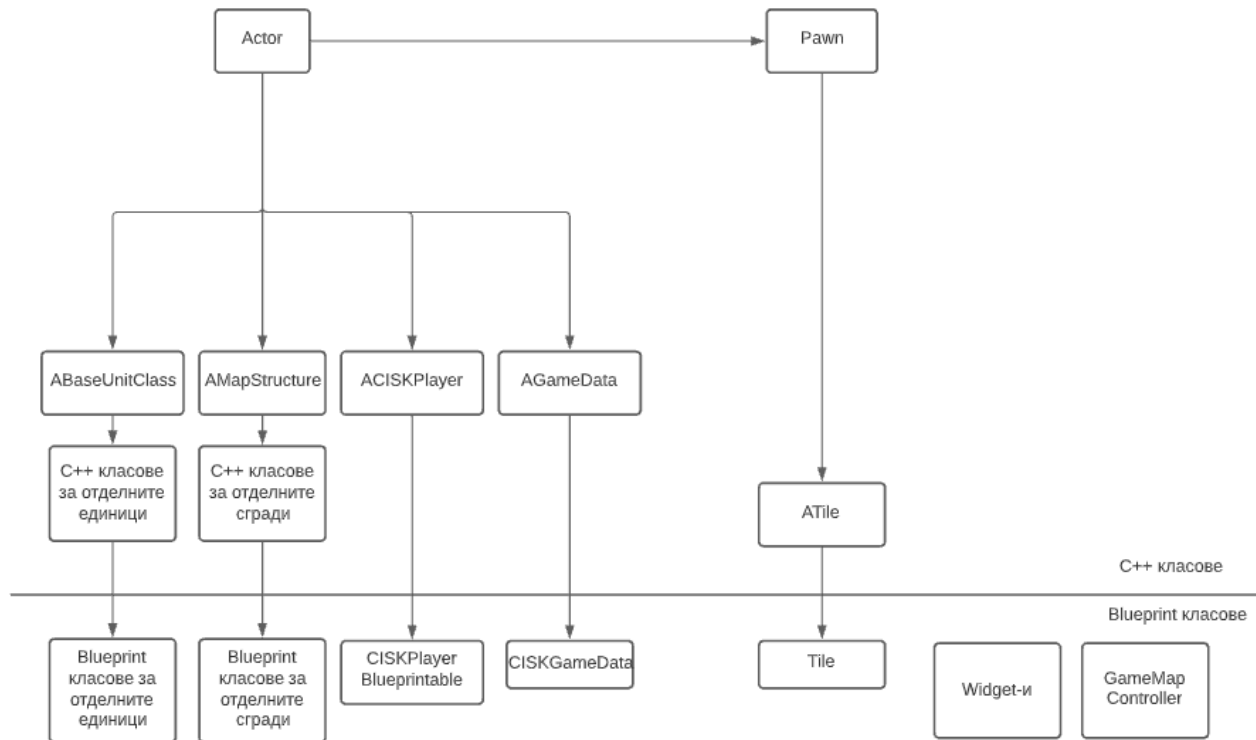 Actor
Pawn
ABaseUnitClass
AMapStructure
ACISKPlayer
AGameData
C++ класове
за отделните
единици
C++ класове
за отделните
сгради
ATile
C++ класове
Blueprint класове
Blueprint
класове за
отделните
единици
Blueprint
класове за
отделните
сгради
CISKPlayer
Blueprintable
CISKGameData
Tile
Widget-и
GameMap
Controller